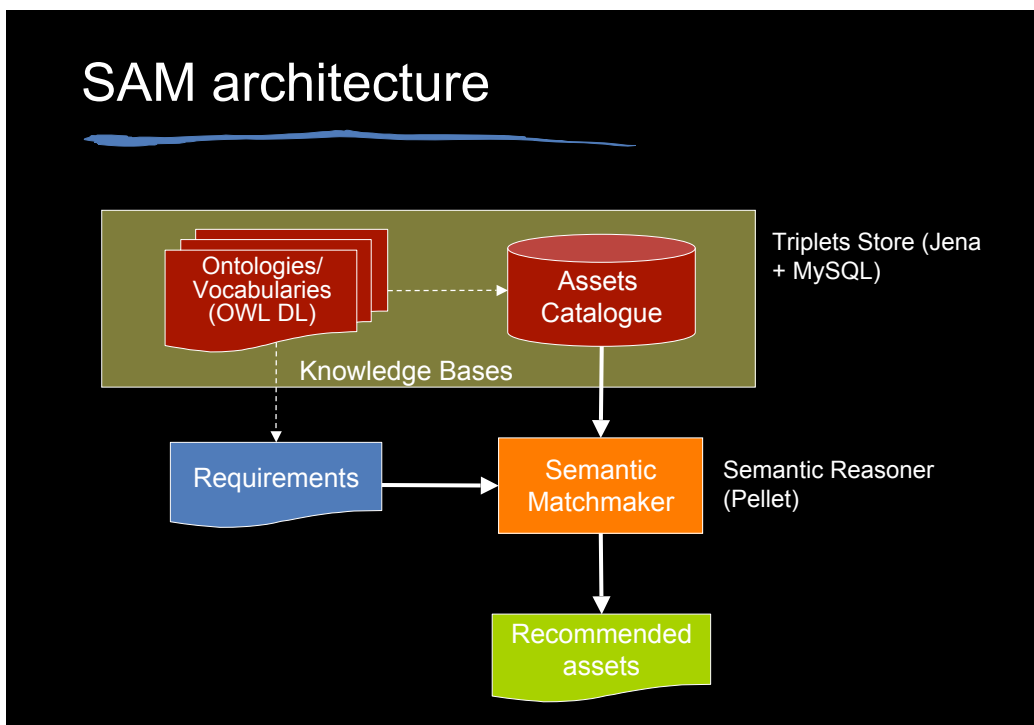 SAM architecture
Ontologies/
Vocabularies
(OWL DL)
Assets
Catalogue
Triplets Store (Jena
+ MySQL)
Knowledge Bases
Requirements
Semantic
Matchmaker
Semantic Reasoner
(Pellet)
Recommended
assets